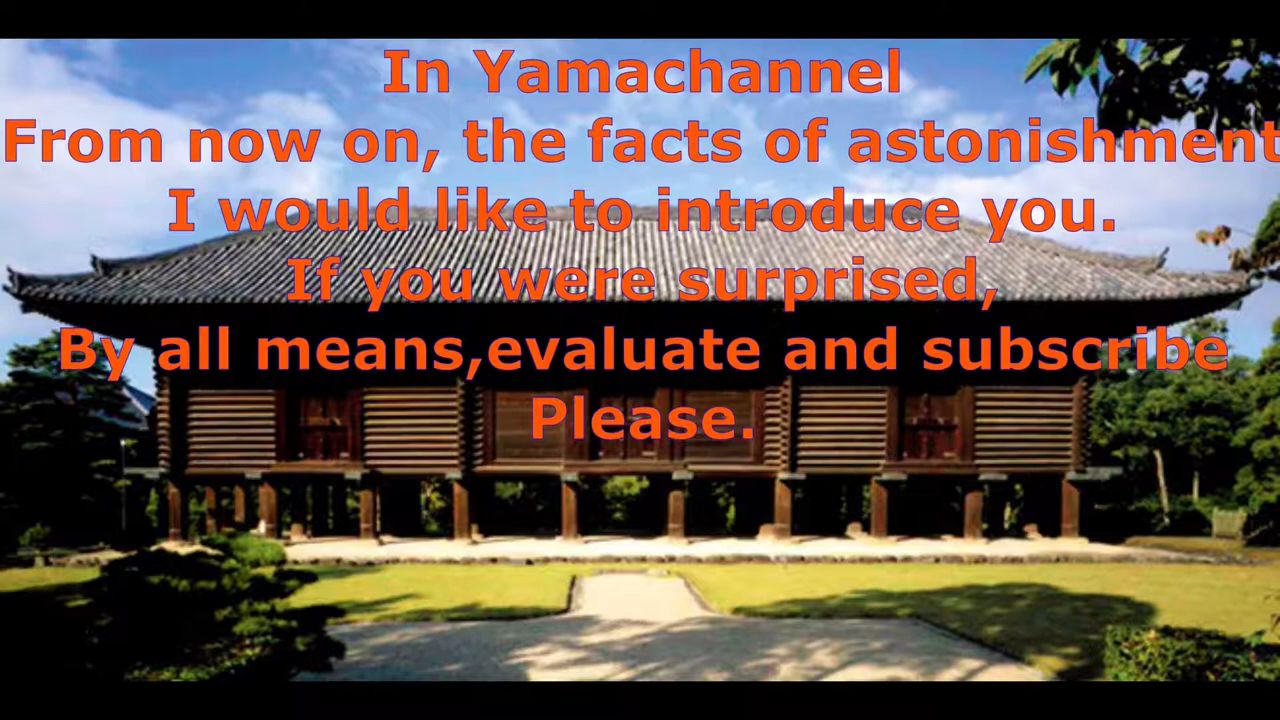 In Yamachannel
From now on, the facts of astonishment
I would like to introduce you.
If you were surprised,
By all means,evaluate and subscribe
Please.